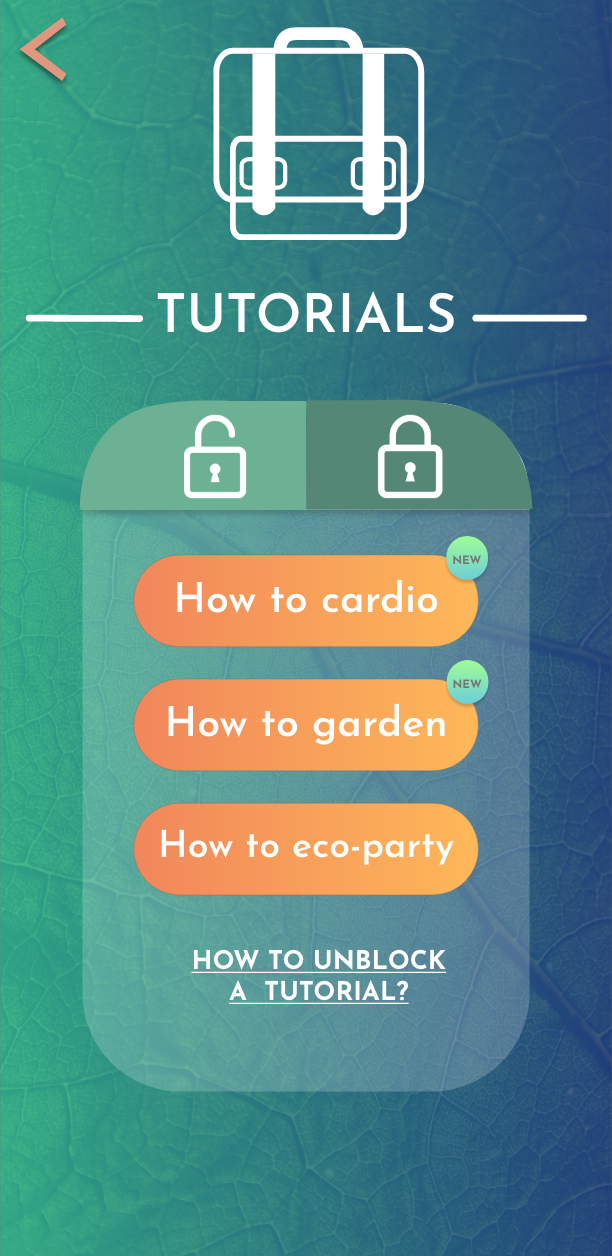 TUTORIALS
NEW
How to cardio
NEW
How to garden
How to eco-party
HOW TO UNBLOCK
A TUTORIAL?